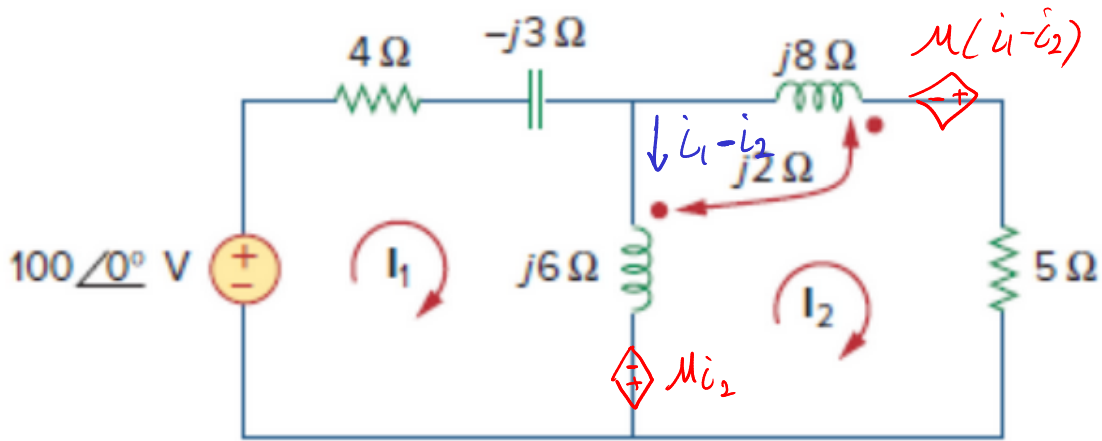 4 Ω
−j3 Ω
j8 Ω
M(i₁-i₂)
↓ i₁-i₂
j2 Ω
100∠0° V
+
−
I₁
j6 Ω
I₂
5 Ω
- +
-
+
Mi₂